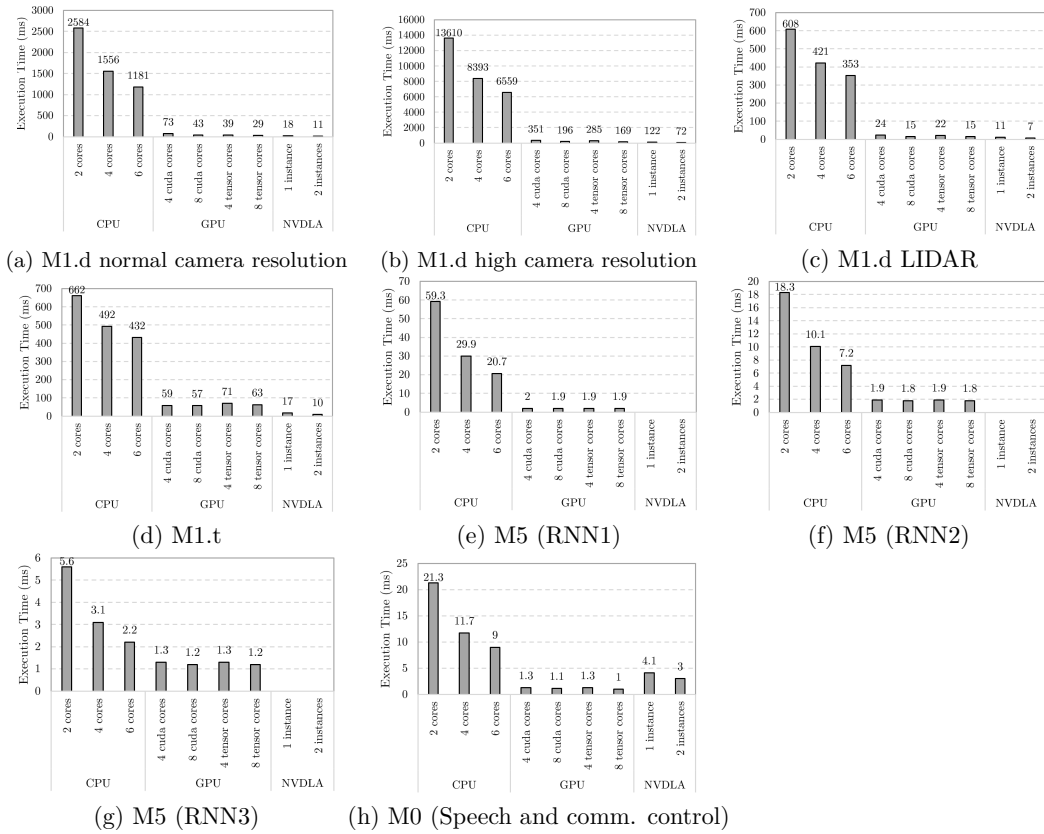 Execution Time (ms)
3000
2500
2000
1500
1000
500
0
2584
1556
1181
73
43
39
29
18
11
2 cores
4 cores
6 cores
4 cuda cores
8 cuda cores
4 tensor cores
8 tensor cores
1 instance
2 instances
CPU
GPU
NVDLA
(a) M1.d normal camera resolution
Execution Time (ms)
16000
14000
12000
10000
8000
6000
4000
2000
0
13610
8393
6559
351
196
285
169
122
72
2 cores
4 cores
6 cores
4 cuda cores
8 cuda cores
4 tensor cores
8 tensor cores
1 instance
2 instances
CPU
GPU
NVDLA
(b) M1.d high camera resolution
Execution Time (ms)
700
600
500
400
300
200
100
0
608
421
353
24
15
22
15
11
7
2 cores
4 cores
6 cores
4 cuda cores
8 cuda cores
4 tensor cores
8 tensor cores
1 instance
2 instances
CPU
GPU
NVDLA
(c) M1.d LIDAR
Execution Time (ms)
700
600
500
400
300
200
100
0
662
492
432
59
57
71
63
17
10
2 cores
4 cores
6 cores
4 cuda cores
8 cuda cores
4 tensor cores
8 tensor cores
1 instance
2 instances
CPU
GPU
NVDLA
(d) M1.t
Execution Time (ms)
70
60
50
40
30
20
10
0
59.3
29.9
20.7
2
1.9
1.9
1.9
2 cores
4 cores
6 cores
4 cuda cores
8 cuda cores
4 tensor cores
8 tensor cores
1 instance
2 instances
CPU
GPU
NVDLA
(e) M5 (RNN1)
Execution Time (ms)
20
18
16
14
12
10
8
6
4
2
0
18.3
10.1
7.2
1.9
1.8
1.9
1.8
2 cores
4 cores
6 cores
4 cuda cores
8 cuda cores
4 tensor cores
8 tensor cores
1 instance
2 instances
CPU
GPU
NVDLA
(f) M5 (RNN2)
Execution Time (ms)
6
5
4
3
2
1
0
5.6
3.1
2.2
1.3
1.2
1.3
1.2
2 cores
4 cores
6 cores
4 cuda cores
8 cuda cores
4 tensor cores
8 tensor cores
1 instance
2 instances
CPU
GPU
NVDLA
(g) M5 (RNN3)
Execution Time (ms)
25
20
15
10
5
0
21.3
11.7
9
1.3
1.1
1.3
1
4.1
3
2 cores
4 cores
6 cores
4 cuda cores
8 cuda cores
4 tensor cores
8 tensor cores
1 instance
2 instances
CPU
GPU
NVDLA
(h) M0 (Speech and comm. control)